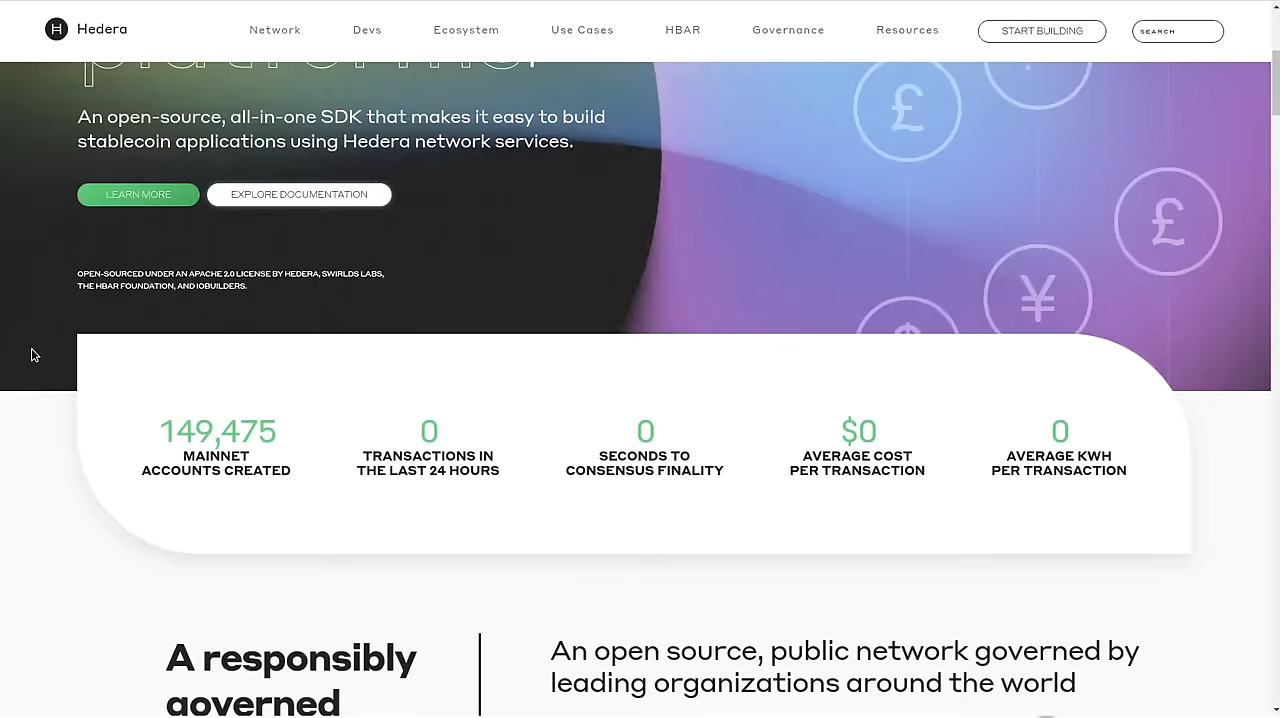 Hedera
Network
Devs
Ecosystem
Use Cases
HBAR
Governance
Resources
START BUILDING
SEARCH
An open-source, all-in-one SDK that makes it easy to build
stablecoin applications using Hedera network services.
LEARN MORE
EXPLORE DOCUMENTATION
OPEN-SOURCED UNDER AN APACHE 2.0 LICENSE BY HEDERA, SWIRLDS LABS,
THE HBAR FOUNDATION, AND IOBUILDERS.
£
£
¥
$
149,475
MAINNET
ACCOUNTS CREATED
0
TRANSACTIONS IN
THE LAST 24 HOURS
0
SECONDS TO
CONSENSUS FINALITY
$0
AVERAGE COST
PER TRANSACTION
0
AVERAGE KWH
PER TRANSACTION
A responsibly
governed
An open source, public network governed by
leading organizations around the world